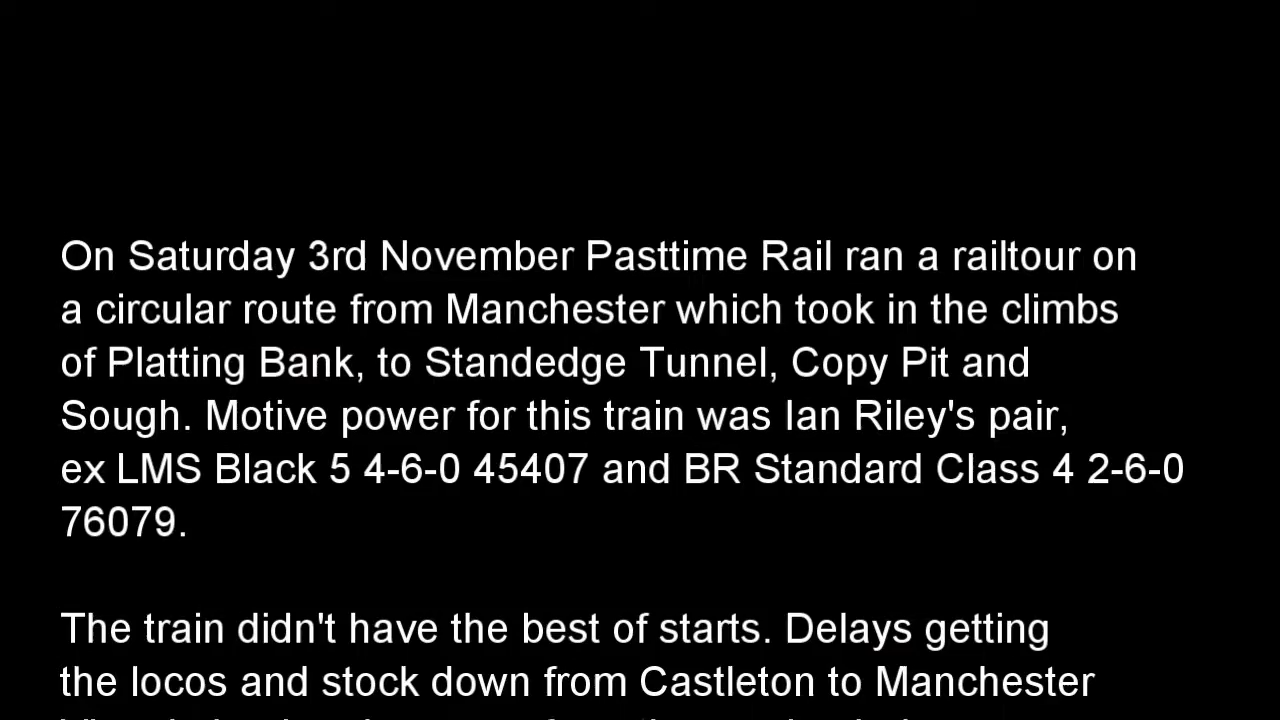 On Saturday 3rd November Pasttime Rail ran a railtour on
a circular route from Manchester which took in the climbs
of Platting Bank, to Standedge Tunnel, Copy Pit and
Sough. Motive power for this train was Ian Riley's pair,
ex LMS Black 5 4-6-0 45407 and BR Standard Class 4 2-6-0
76079.
The train didn't have the best of starts. Delays getting
the locos and stock down from Castleton to Manchester